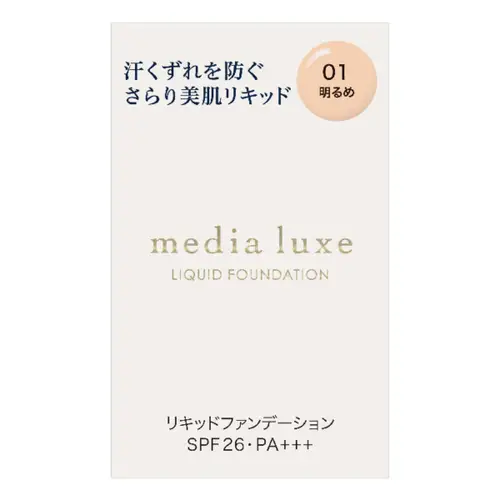 汗くずれを防ぐ
さらり美肌リキッド
01
明るめ
media luxe
LIQUID FOUNDATION
リキッドファンデーション
SPF26・PA+++